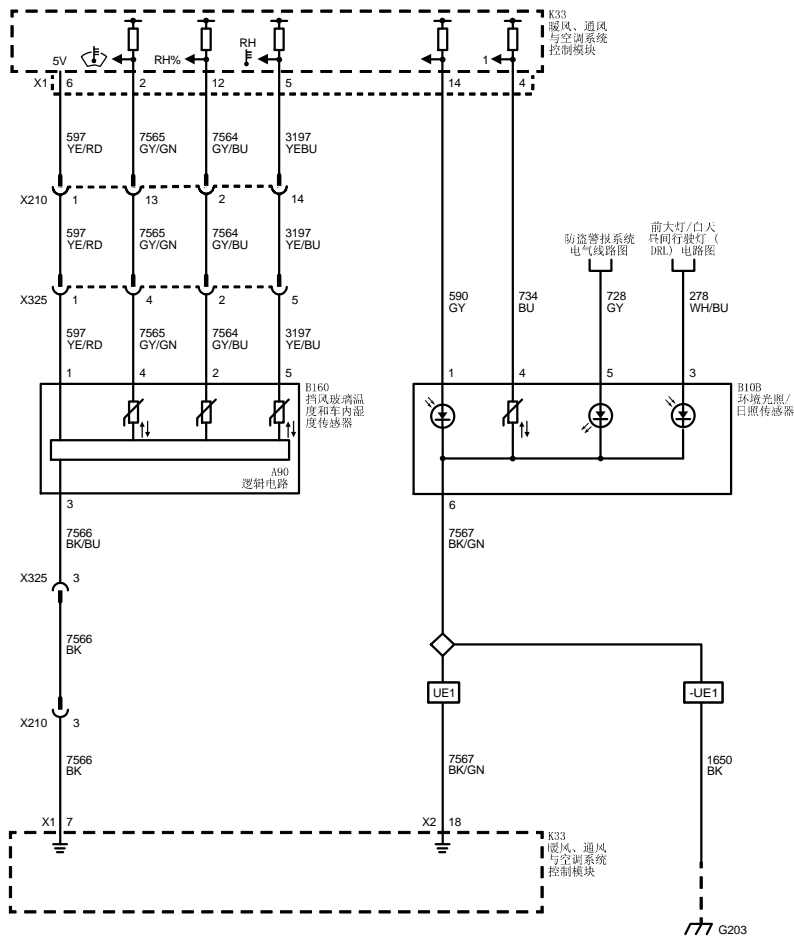 K33
暖风、通风
与空调系统
控制模块
5V
RH%
RH
1
X1
6
2
12
5
14
4
597
YE/RD
7565
GY/GN
7564
GY/BU
3197
YEBU
X210
1
13
2
14
597
YE/RD
7565
GY/GN
7564
GY/BU
3197
YE/BU
X325
1
4
2
5
597
YE/RD
7565
GY/GN
7564
GY/BU
3197
YE/BU
1
4
2
5
B160
挡风玻璃温
度和车内湿
度传感器
A90
逻辑电路
3
7566
BK/BU
X325
3
7566
BK
X210
3
7566
BK
X1
7
防盗警报系统
电气线路图
前大灯/白天
昼间行驶灯 (
DRL) 电路图
590
GY
734
BU
728
GY
278
WH/BU
1
4
5
3
B10B
环境光照/
日照传感器
6
7567
BK/GN
UE1
-UE1
7567
BK/GN
1650
BK
X2
18
K33
暖风、通风
与空调系统
控制模块
G203